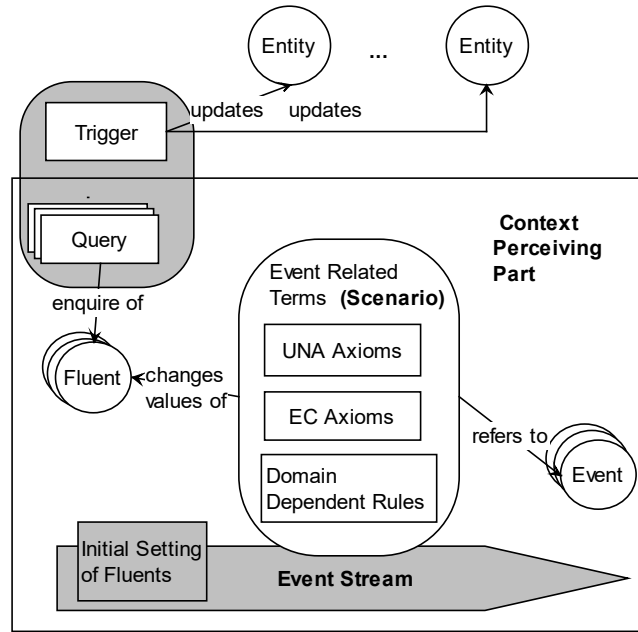 Entity
...
Entity
updates updates
Trigger
Query
Context
Perceiving
Part
Event Related
Terms (Scenario)
enquire of
UNA Axioms
Fluent
changes
values of
EC Axioms
refers to
Event
Domain
Dependent Rules
Initial Setting
of Fluents
Event Stream